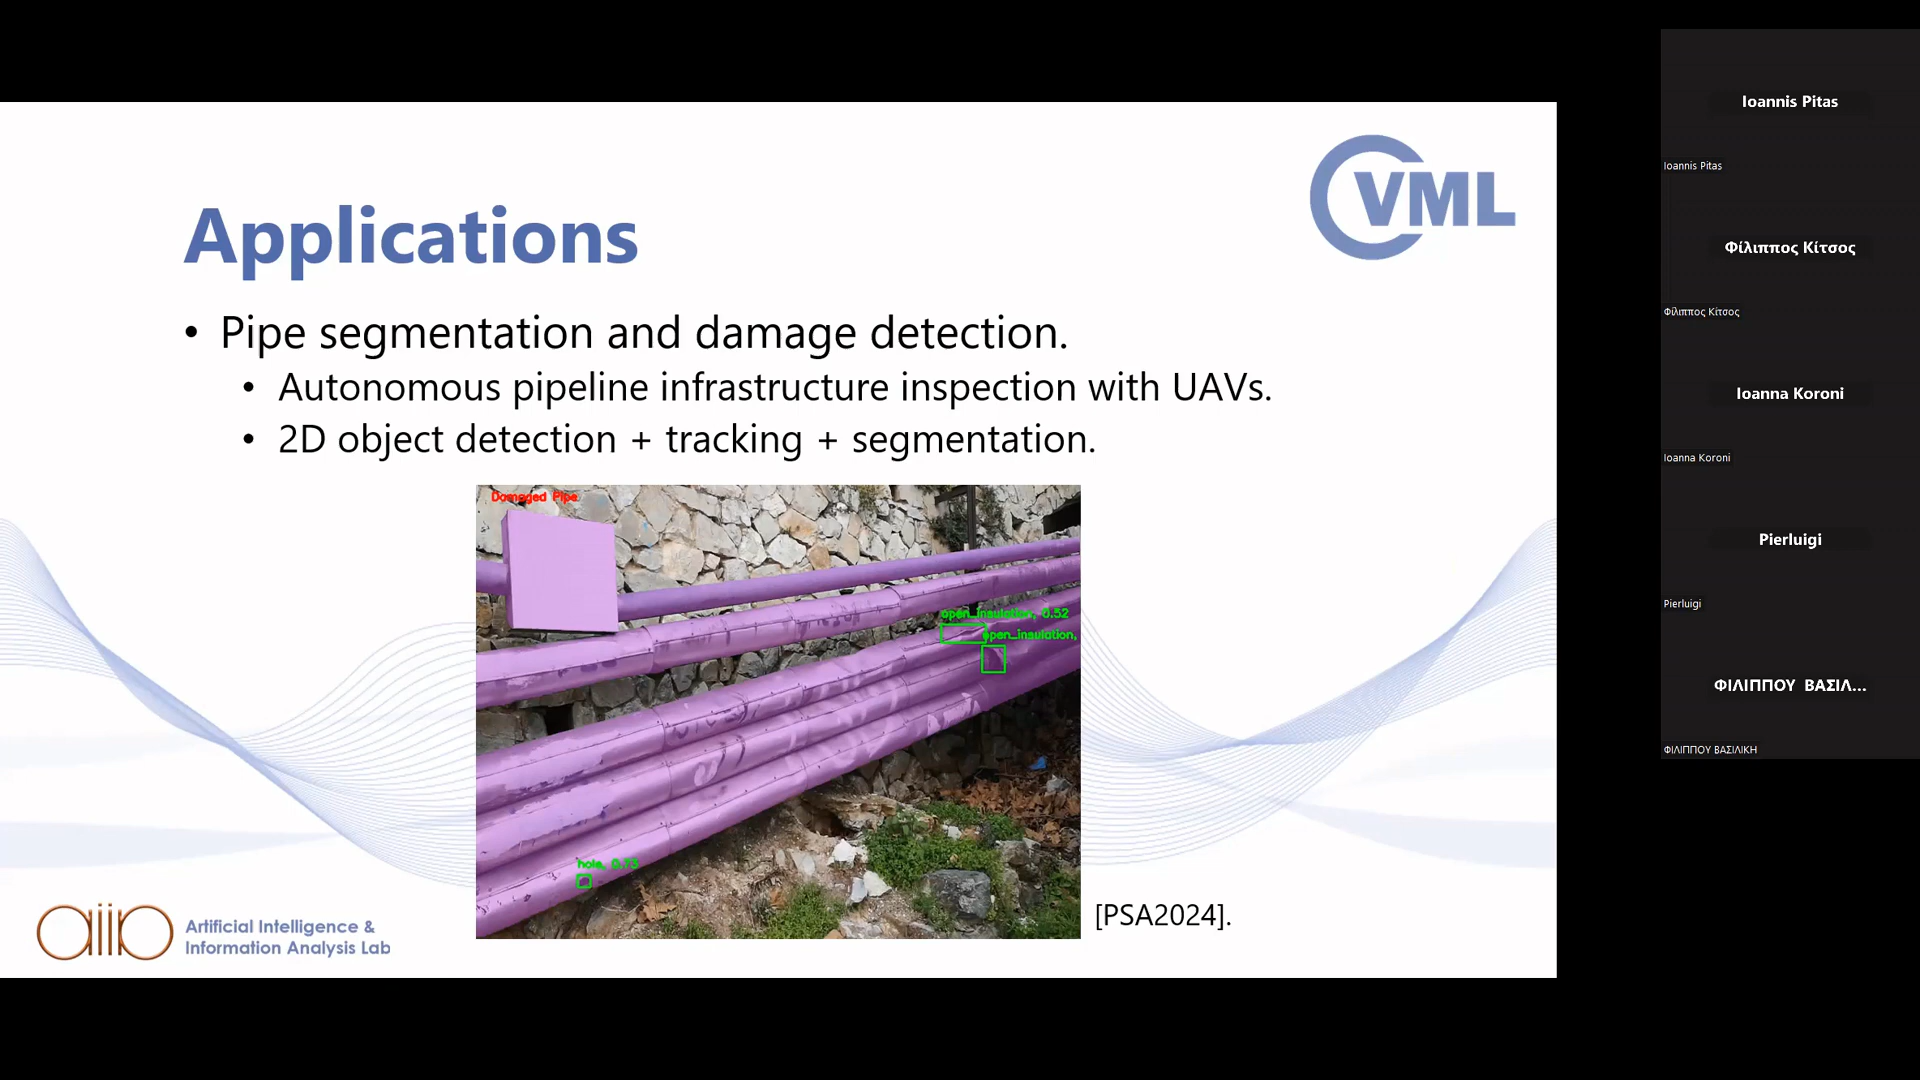 CVML
Applications
• Pipe segmentation and damage detection.
• Autonomous pipeline infrastructure inspection with UAVs.
• 2D object detection + tracking + segmentation.
Damaged Pipe
open_insulation, 0.52
open_insulation,
hole, 0.73
[PSA2024].
aiia
Artificial Intelligence &
Information Analysis Lab
Ioannis Pitas
Ioannis Pitas
Φίλιππος Κίτσος
Φίλιππος Κίτσος
Ioanna Koroni
Ioanna Koroni
Pierluigi
Pierluigi
ΦΙΛΙΠΠΟΥ ΒΑΣΙΛ...
ΦΙΛΙΠΠΟΥ ΒΑΣΙΛΙΚΗ